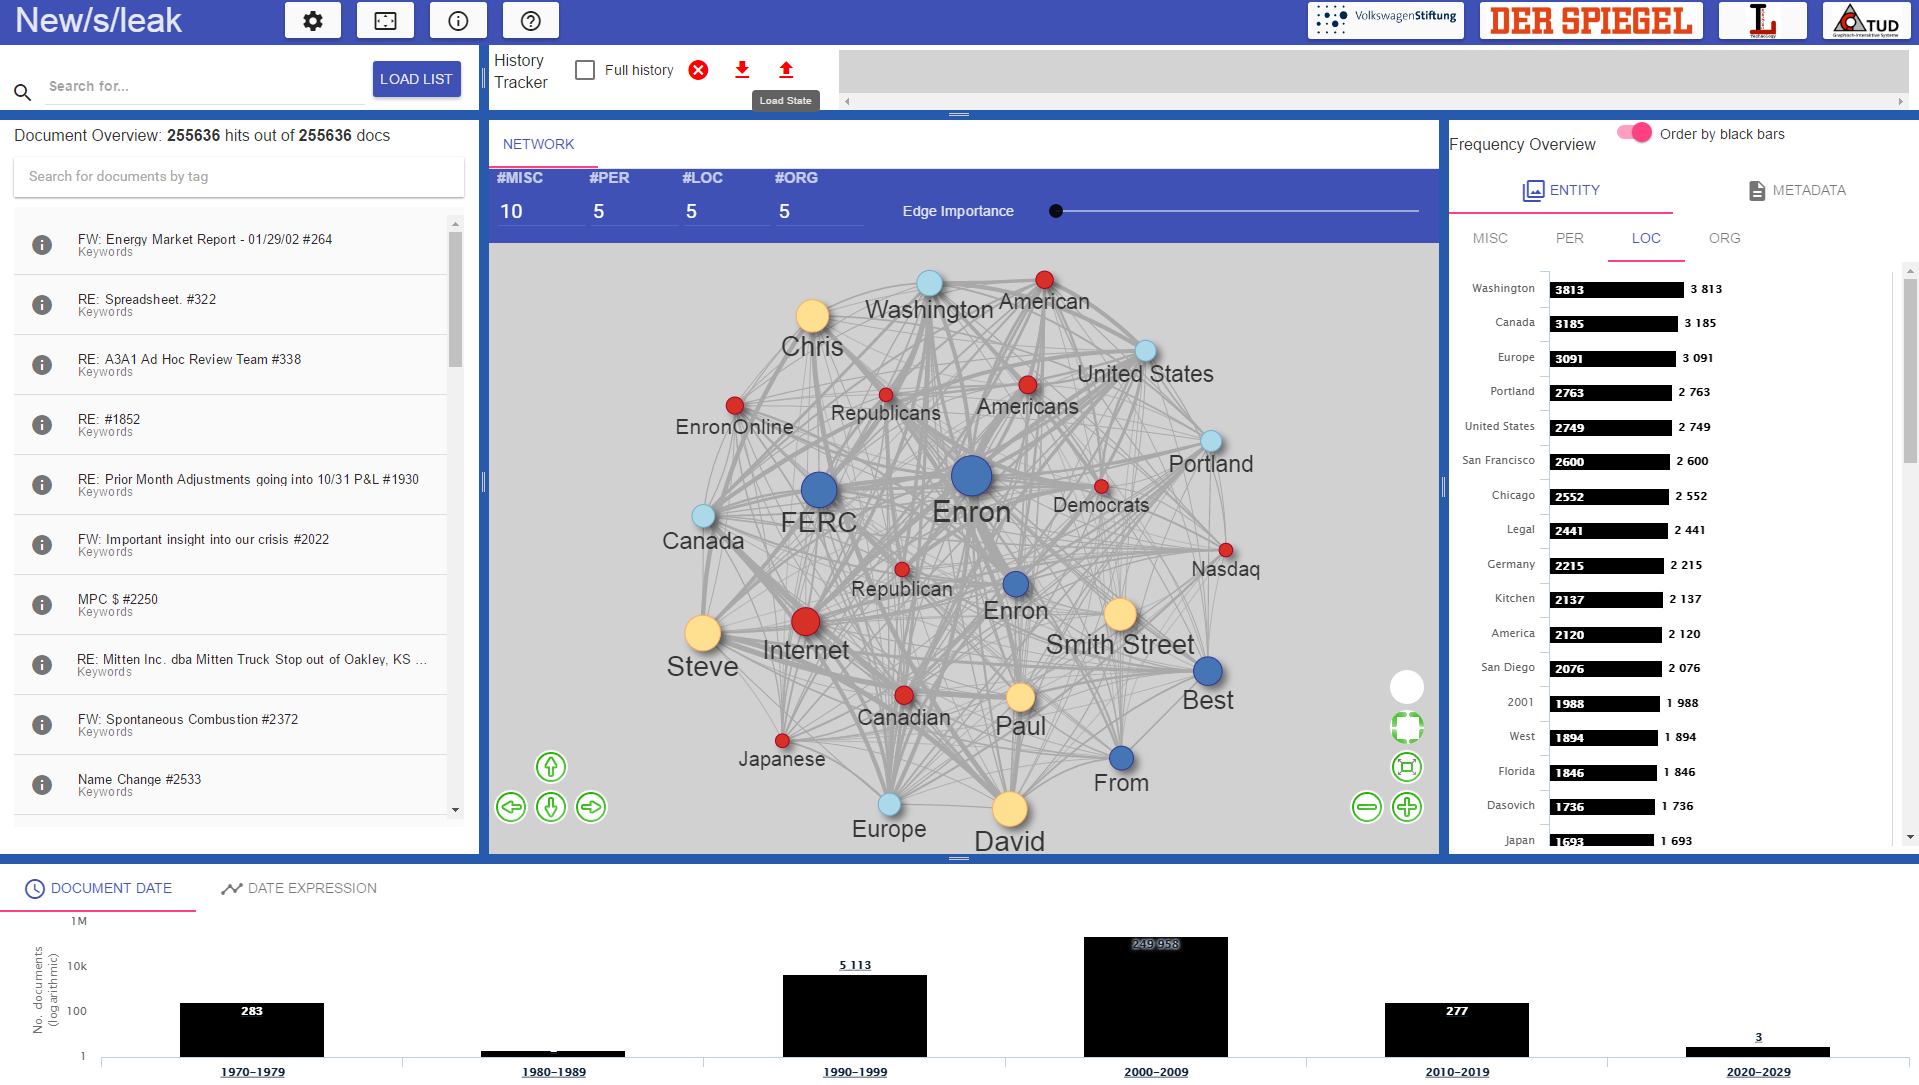 New/s/leak
VolkswagenStiftung
DER SPIEGEL
L
Technology
TUD
Graphisch-Interaktive Systeme
Search for...
LOAD LIST
History
Tracker
Full history
Load State
Document Overview: 255636 hits out of 255636 docs
Search for documents by tag
FW: Energy Market Report - 01/29/02 #264
Keywords
RE: Spreadsheet. #322
Keywords
RE: A3A1 Ad Hoc Review Team #338
Keywords
RE: #1852
Keywords
RE: Prior Month Adjustments going into 10/31 P&L #1930
Keywords
FW: Important insight into our crisis #2022
Keywords
MPC $ #2250
Keywords
RE: Mitten Inc. dba Mitten Truck Stop out of Oakley, KS ...
Keywords
FW: Spontaneous Combustion #2372
Keywords
Name Change #2533
Keywords
NETWORK
#MISC #PER #LOC #ORG
10 5 5 5 Edge Importance
Washington
American
Chris
United States
Republicans
Americans
EnronOnline
Portland
Enron
Democrats
FERC
Canada
Nasdaq
Republican
Enron
Smith Street
Internet
Steve
Best
Canadian
Paul
Japanese
From
Europe
David
Frequency Overview
Order by black bars
ENTITY METADATA
MISC PER LOC ORG
Washington 3813 3 813
Canada 3185 3 185
Europe 3091 3 091
Portland 2763 2 763
United States 2749 2 749
San Francisco 2600 2 600
Chicago 2552 2 552
Legal 2441 2 441
Germany 2215 2 215
Kitchen 2137 2 137
America 2120 2 120
San Diego 2076 2 076
2001 1988 1 988
West 1894 1 894
Florida 1846 1 846
Dasovich 1736 1 736
Japan 1693 1 693
DOCUMENT DATE DATE EXPRESSION
No. documents
(logarithmic)
1M
10k
100
1
283
5 113
249 958
277
3
1970-1979 1980-1989 1990-1999 2000-2009 2010-2019 2020-2029